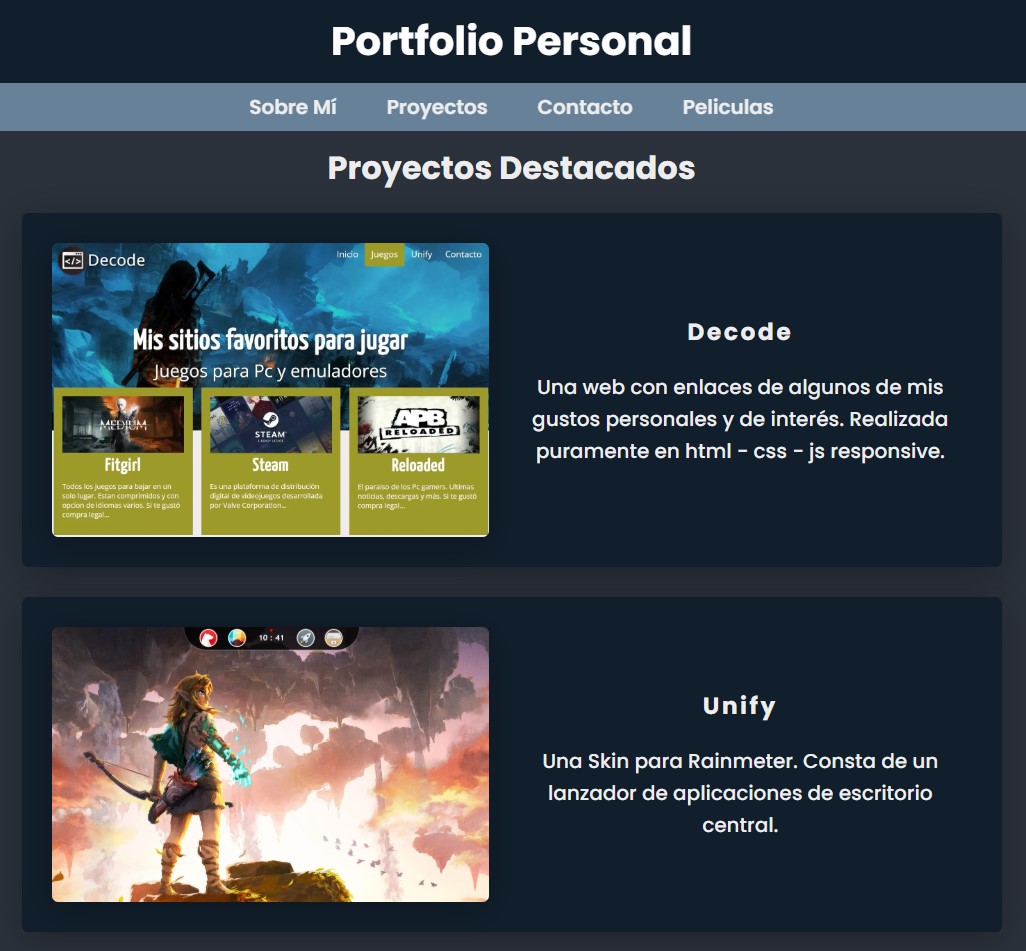 Portfolio Personal
Sobre Mí Proyectos Contacto Peliculas
Proyectos Destacados
Decode
Inicio Juegos Unify Contacto
Mis sitios favoritos para jugar
Juegos para Pc y emuladores
MEDIUM
STEAM
APB
RELOADED
Fitgirl
Todos los juegos para bajar en un
solo lugar. Estan comprimidos y con
opcion de idiomas varios. Si te gustó
compra legal...
Steam
Es una plataforma de distribución
digital de videojuegos desarrollada
por Valve Corporation...
Reloaded
El paraiso de los Pc gamers. Ultimas
noticias, descargas y más. Si te gustó
compra legal...
Decode
Una web con enlaces de algunos de mis
gustos personales y de interés. Realizada
puramente en html - css - js responsive.
10 : 41
Unify
Una Skin para Rainmeter. Consta de un
lanzador de aplicaciones de escritorio
central.